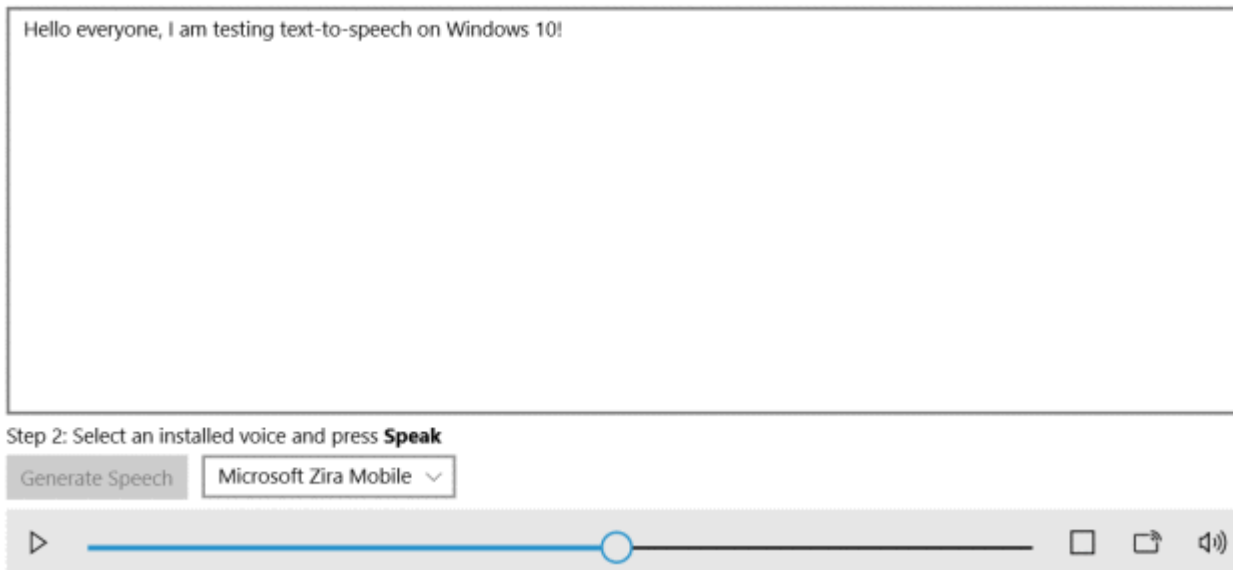 Hello everyone, I am testing text-to-speech on Windows 10!
Step 2: Select an installed voice and press Speak
Generate Speech
Microsoft Zira Mobile